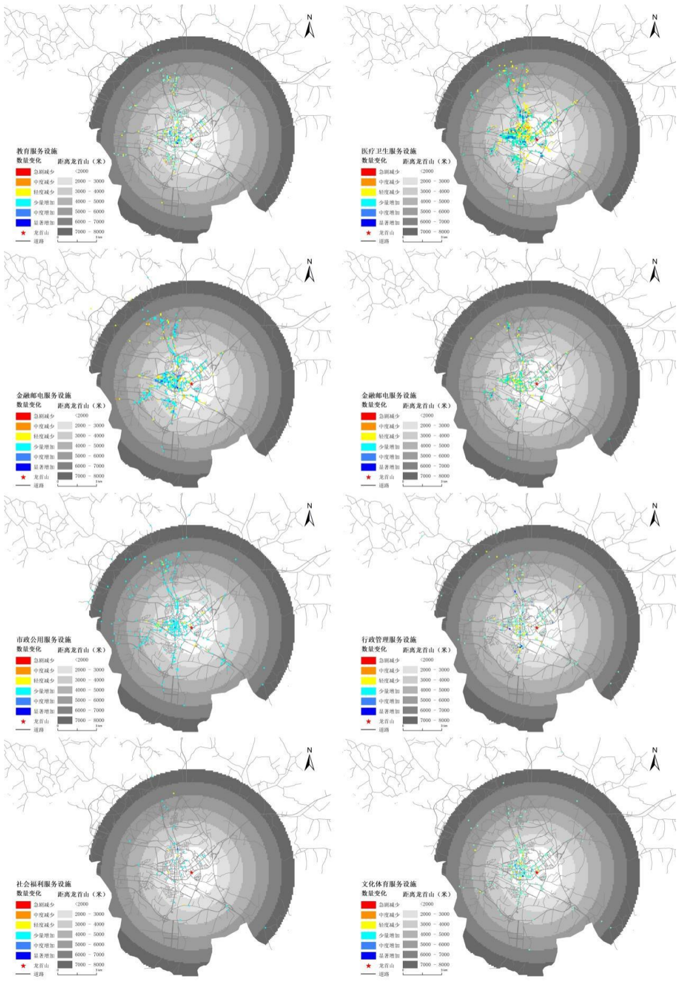 N
教育服务设施
数量变化 距离龙首山（米）
急剧减少 <2000
中度减少 2000 - 3000
轻度减少 3000 - 4000
少量增加 4000 - 5000
中度增加 5000 - 6000
显著增加 6000 - 7000
龙首山 7000 - 8000
道路 0 3 km
N
医疗卫生服务设施
数量变化 距离龙首山（米）
急剧减少 <2000
中度减少 2000 - 3000
轻度减少 3000 - 4000
少量增加 4000 - 5000
中度增加 5000 - 6000
显著增加 6000 - 7000
龙首山 7000 - 8000
道路 0 3 km
N
金融邮电服务设施
数量变化 距离龙首山（米）
急剧减少 <2000
中度减少 2000 - 3000
轻度减少 3000 - 4000
少量增加 4000 - 5000
中度增加 5000 - 6000
显著增加 6000 - 7000
龙首山 7000 - 8000
道路 0 3 km
N
金融邮电服务设施
数量变化 距离龙首山（米）
急剧减少 <2000
中度减少 2000 - 3000
轻度减少 3000 - 4000
少量增加 4000 - 5000
中度增加 5000 - 6000
显著增加 6000 - 7000
龙首山 7000 - 8000
道路 0 3 km
N
市政公用服务设施
数量变化 距离龙首山（米）
急剧减少 <2000
中度减少 2000 - 3000
轻度减少 3000 - 4000
少量增加 4000 - 5000
中度增加 5000 - 6000
显著增加 6000 - 7000
龙首山 7000 - 8000
道路 0 3 km
N
行政管理服务设施
数量变化 距离龙首山（米）
急剧减少 <2000
中度减少 2000 - 3000
轻度减少 3000 - 4000
少量增加 4000 - 5000
中度增加 5000 - 6000
显著增加 6000 - 7000
龙首山 7000 - 8000
道路 0 3 km
N
社会福利服务设施
数量变化 距离龙首山（米）
急剧减少 <2000
中度减少 2000 - 3000
轻度减少 3000 - 4000
少量增加 4000 - 5000
中度增加 5000 - 6000
显著增加 6000 - 7000
龙首山 7000 - 8000
道路 0 3 km
N
文化体育服务设施
数量变化 距离龙首山（米）
急剧减少 <2000
中度减少 2000 - 3000
轻度减少 3000 - 4000
少量增加 4000 - 5000
中度增加 5000 - 6000
显著增加 6000 - 7000
龙首山 7000 - 8000
道路 0 3 km